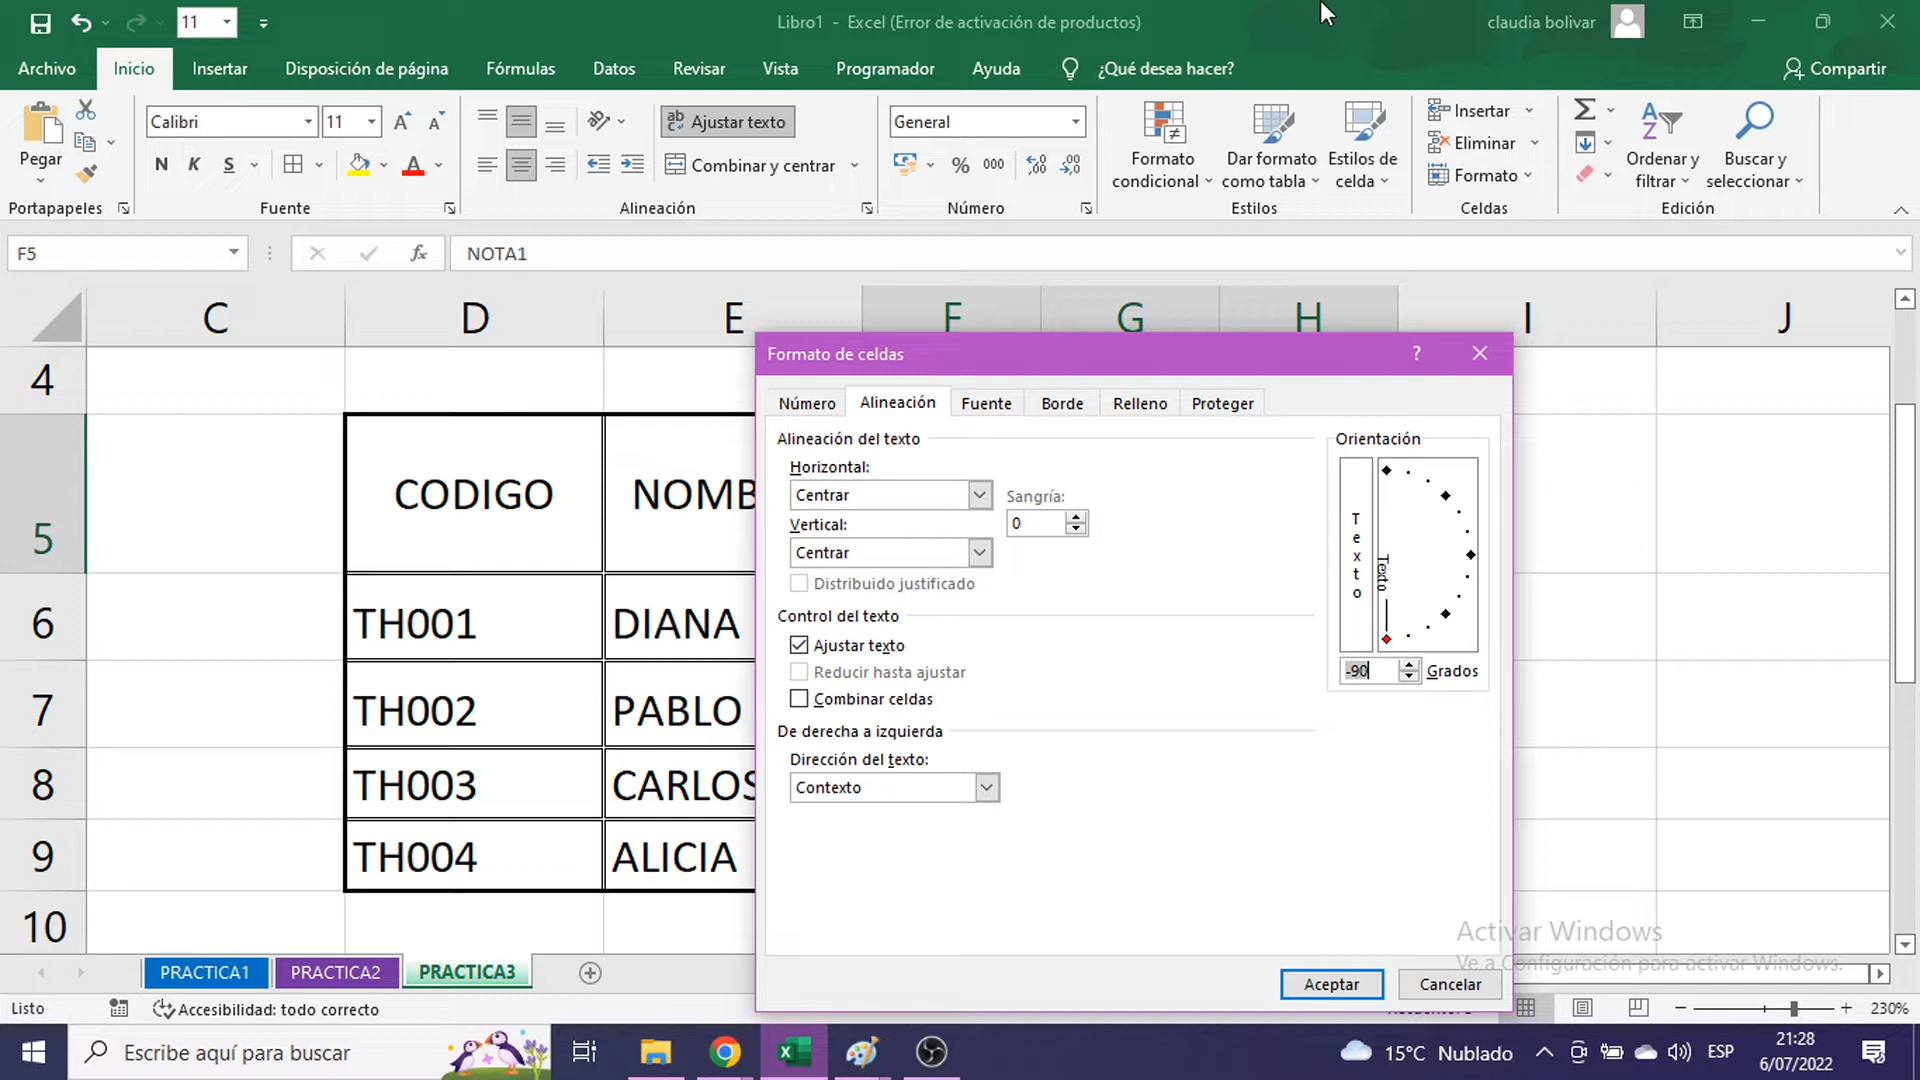 11
Libro1 - Excel (Error de activación de productos)
claudia bolivar
Archivo
Inicio
Insertar
Disposición de página
Fórmulas
Datos
Revisar
Vista
Programador
Ayuda
¿Qué desea hacer?
Compartir
Pegar
Portapapeles
Calibri
11
N K S
Fuente
Ajustar texto
Combinar y centrar
Alineación
General
% 000
Número
Formato condicional
Dar formato como tabla
Estilos de celda
Estilos
Insertar
Eliminar
Formato
Celdas
Ordenar y filtrar
Buscar y seleccionar
Edición
F5
fx
NOTA1
C D E F G H I J
4
5 CODIGO NOMB
6 TH001 DIANA
7 TH002 PABLO
8 TH003 CARLOS
9 TH004 ALICIA
10
Formato de celdas
?
Número
Alineación
Fuente
Borde
Relleno
Proteger
Alineación del texto
Horizontal:
Centrar
Sangría:
0
Vertical:
Centrar
Distribuido justificado
Control del texto
Ajustar texto
Reducir hasta ajustar
Combinar celdas
De derecha a izquierda
Dirección del texto:
Contexto
Orientación
Texto
Texto
-90
Grados
Aceptar
Cancelar
Activar Windows
Ve a Configuración para activar Windows.
PRACTICA1
PRACTICA2
PRACTICA3
Listo
Accesibilidad: todo correcto
230%
Escribe aquí para buscar
15°C Nublado
ESP
21:28
6/07/2022